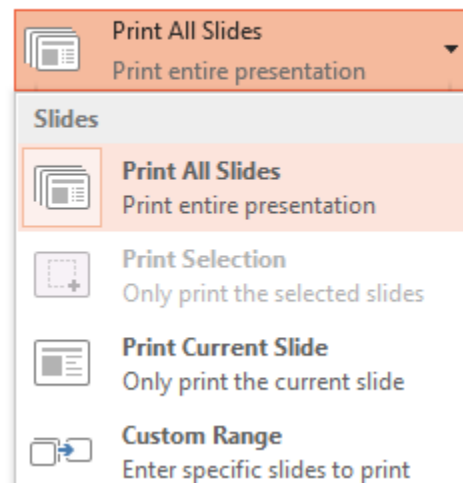 Print All Slides
Print entire presentation
Slides
Print All Slides
Print entire presentation
Print Selection
Only print the selected slides
Print Current Slide
Only print the current slide
Custom Range
Enter specific slides to print